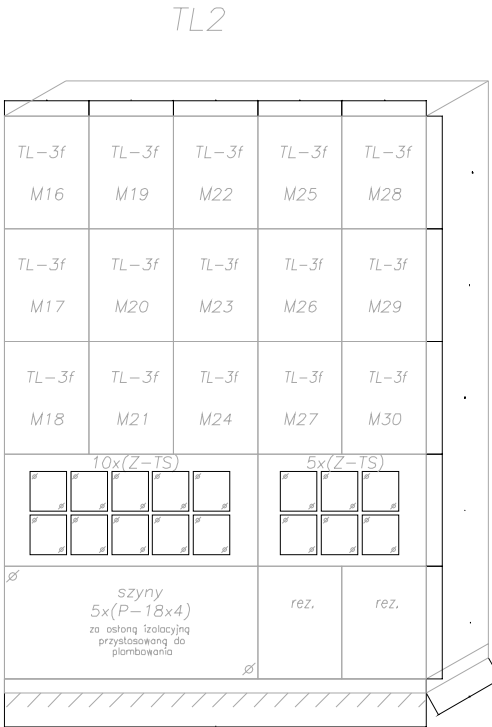 TL2
TL-3f TL-3f TL-3f TL-3f TL-3f
M16 M19 M22 M25 M28
TL-3f TL-3f TL-3f TL-3f TL-3f
M17 M20 M23 M26 M29
TL-3f TL-3f TL-3f TL-3f TL-3f
M18 M21 M24 M27 M30
10x(Z-TS) 5x(Z-TS)
szyny
5x(P-18x4)
za osłoną izolacyjną
przystosowaną do
plombowania
rez. rez.